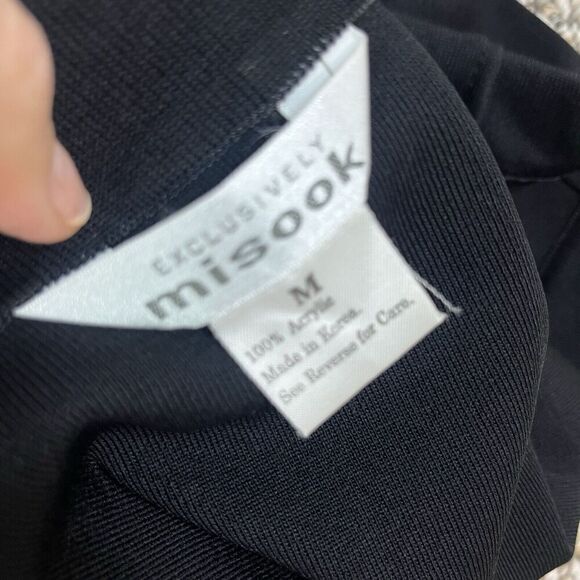 EXCLUSIVELY
misook
M
100% Acrylic
Made in Korea.
See Reverse for Care.